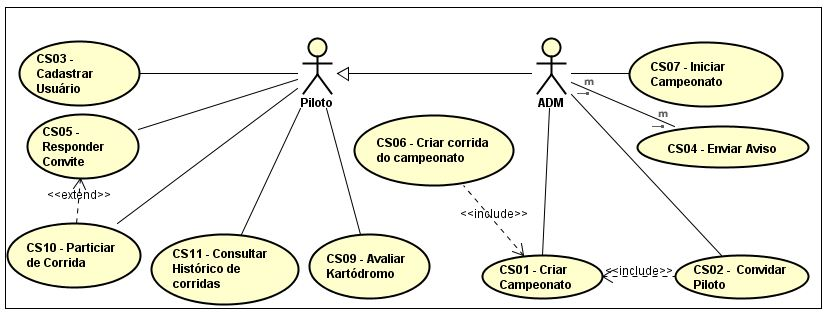 CS03 -
Cadastrar
Usuário
Piloto
ADM
CS07 - Iniciar
Campeonato
m
m
CS05 -
Responder
Convite
CS06 - Criar corrida
do campeonato
CS04 - Enviar Aviso
<<extend>>
<<include>>
CS10 - Particiar
de Corrida
CS11 - Consultar
Histórico de
corridas
CS09 - Avaliar
Kartódromo
CS01 - Criar
Campeonato
<<include>>
CS02 - Convidar
Piloto